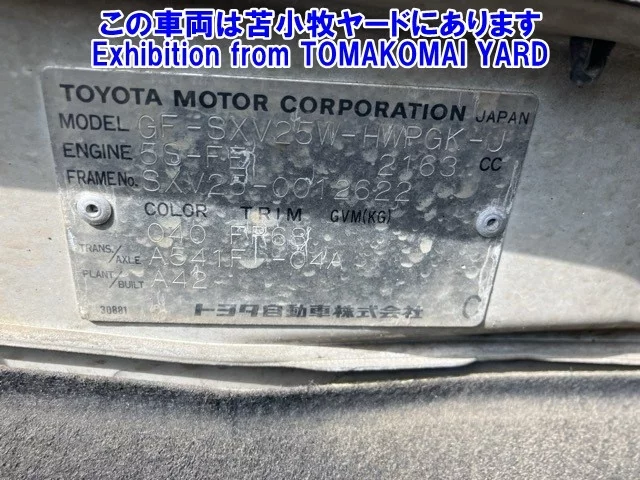 この車両は苫小牧ヤードにあります
Exhibition from TOMAKOMAI YARD
TOYOTA MOTOR CORPORATION JAPAN
MODEL GF-SXV25W-HWPGK-J
ENGINE 5S-FE 2163 CC
FRAME No. SXV25-0012622
COLOR TRIM GVM(KG)
040
TRANS/AXLE A541F -04A
PLANT/BUILT A42
30881 トヨタ自動車株式会社 C